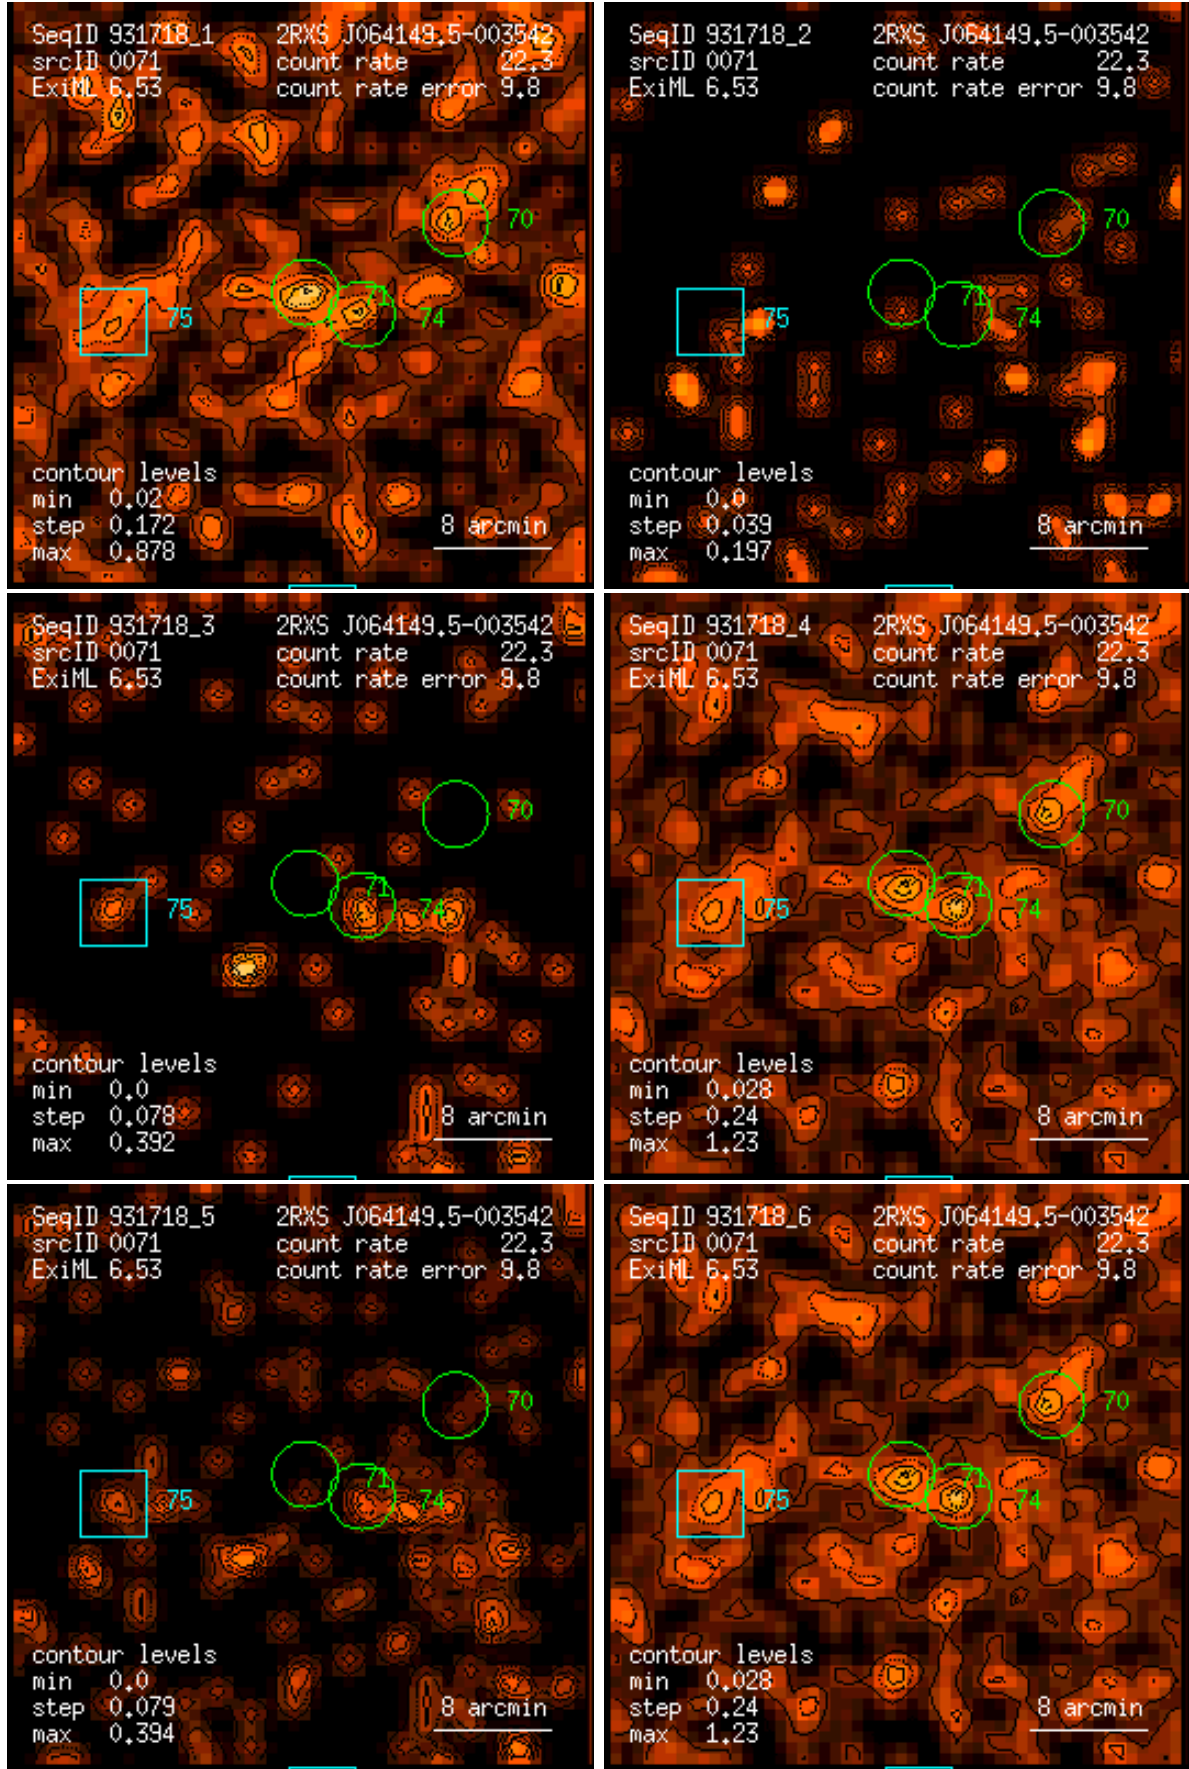 SeqID 931718_1 2RXS J064149.5-003542
srcID 0071 count rate 22.3
ExiML 6.53 count rate error 9.8
70
71
75 74
contour levels
min 0.02
step 0.172 8 arcmin
max 0.878
SeqID 931718_2 2RXS J064149.5-003542
srcID 0071 count rate 22.3
ExiML 6.53 count rate error 9.8
70
71
75 74
contour levels
min 0.0
step 0.039 8 arcmin
max 0.197
SeqID 931718_3 2RXS J064149.5-003542
srcID 0071 count rate 22.3
ExiML 6.53 count rate error 9.8
70
71
75 74
contour levels
min 0.0
step 0.078 8 arcmin
max 0.392
SeqID 931718_4 2RXS J064149.5-003542
srcID 0071 count rate 22.3
ExiML 6.53 count rate error 9.8
70
71
75 74
contour levels
min 0.028
step 0.24 8 arcmin
max 1.23
SeqID 931718_5 2RXS J064149.5-003542
srcID 0071 count rate 22.3
ExiML 6.53 count rate error 9.8
70
71
75 74
contour levels
min 0.0
step 0.079 8 arcmin
max 0.394
SeqID 931718_6 2RXS J064149.5-003542
srcID 0071 count rate 22.3
ExiML 6.53 count rate error 9.8
70
71
75 74
contour levels
min 0.028
step 0.24 8 arcmin
max 1.23